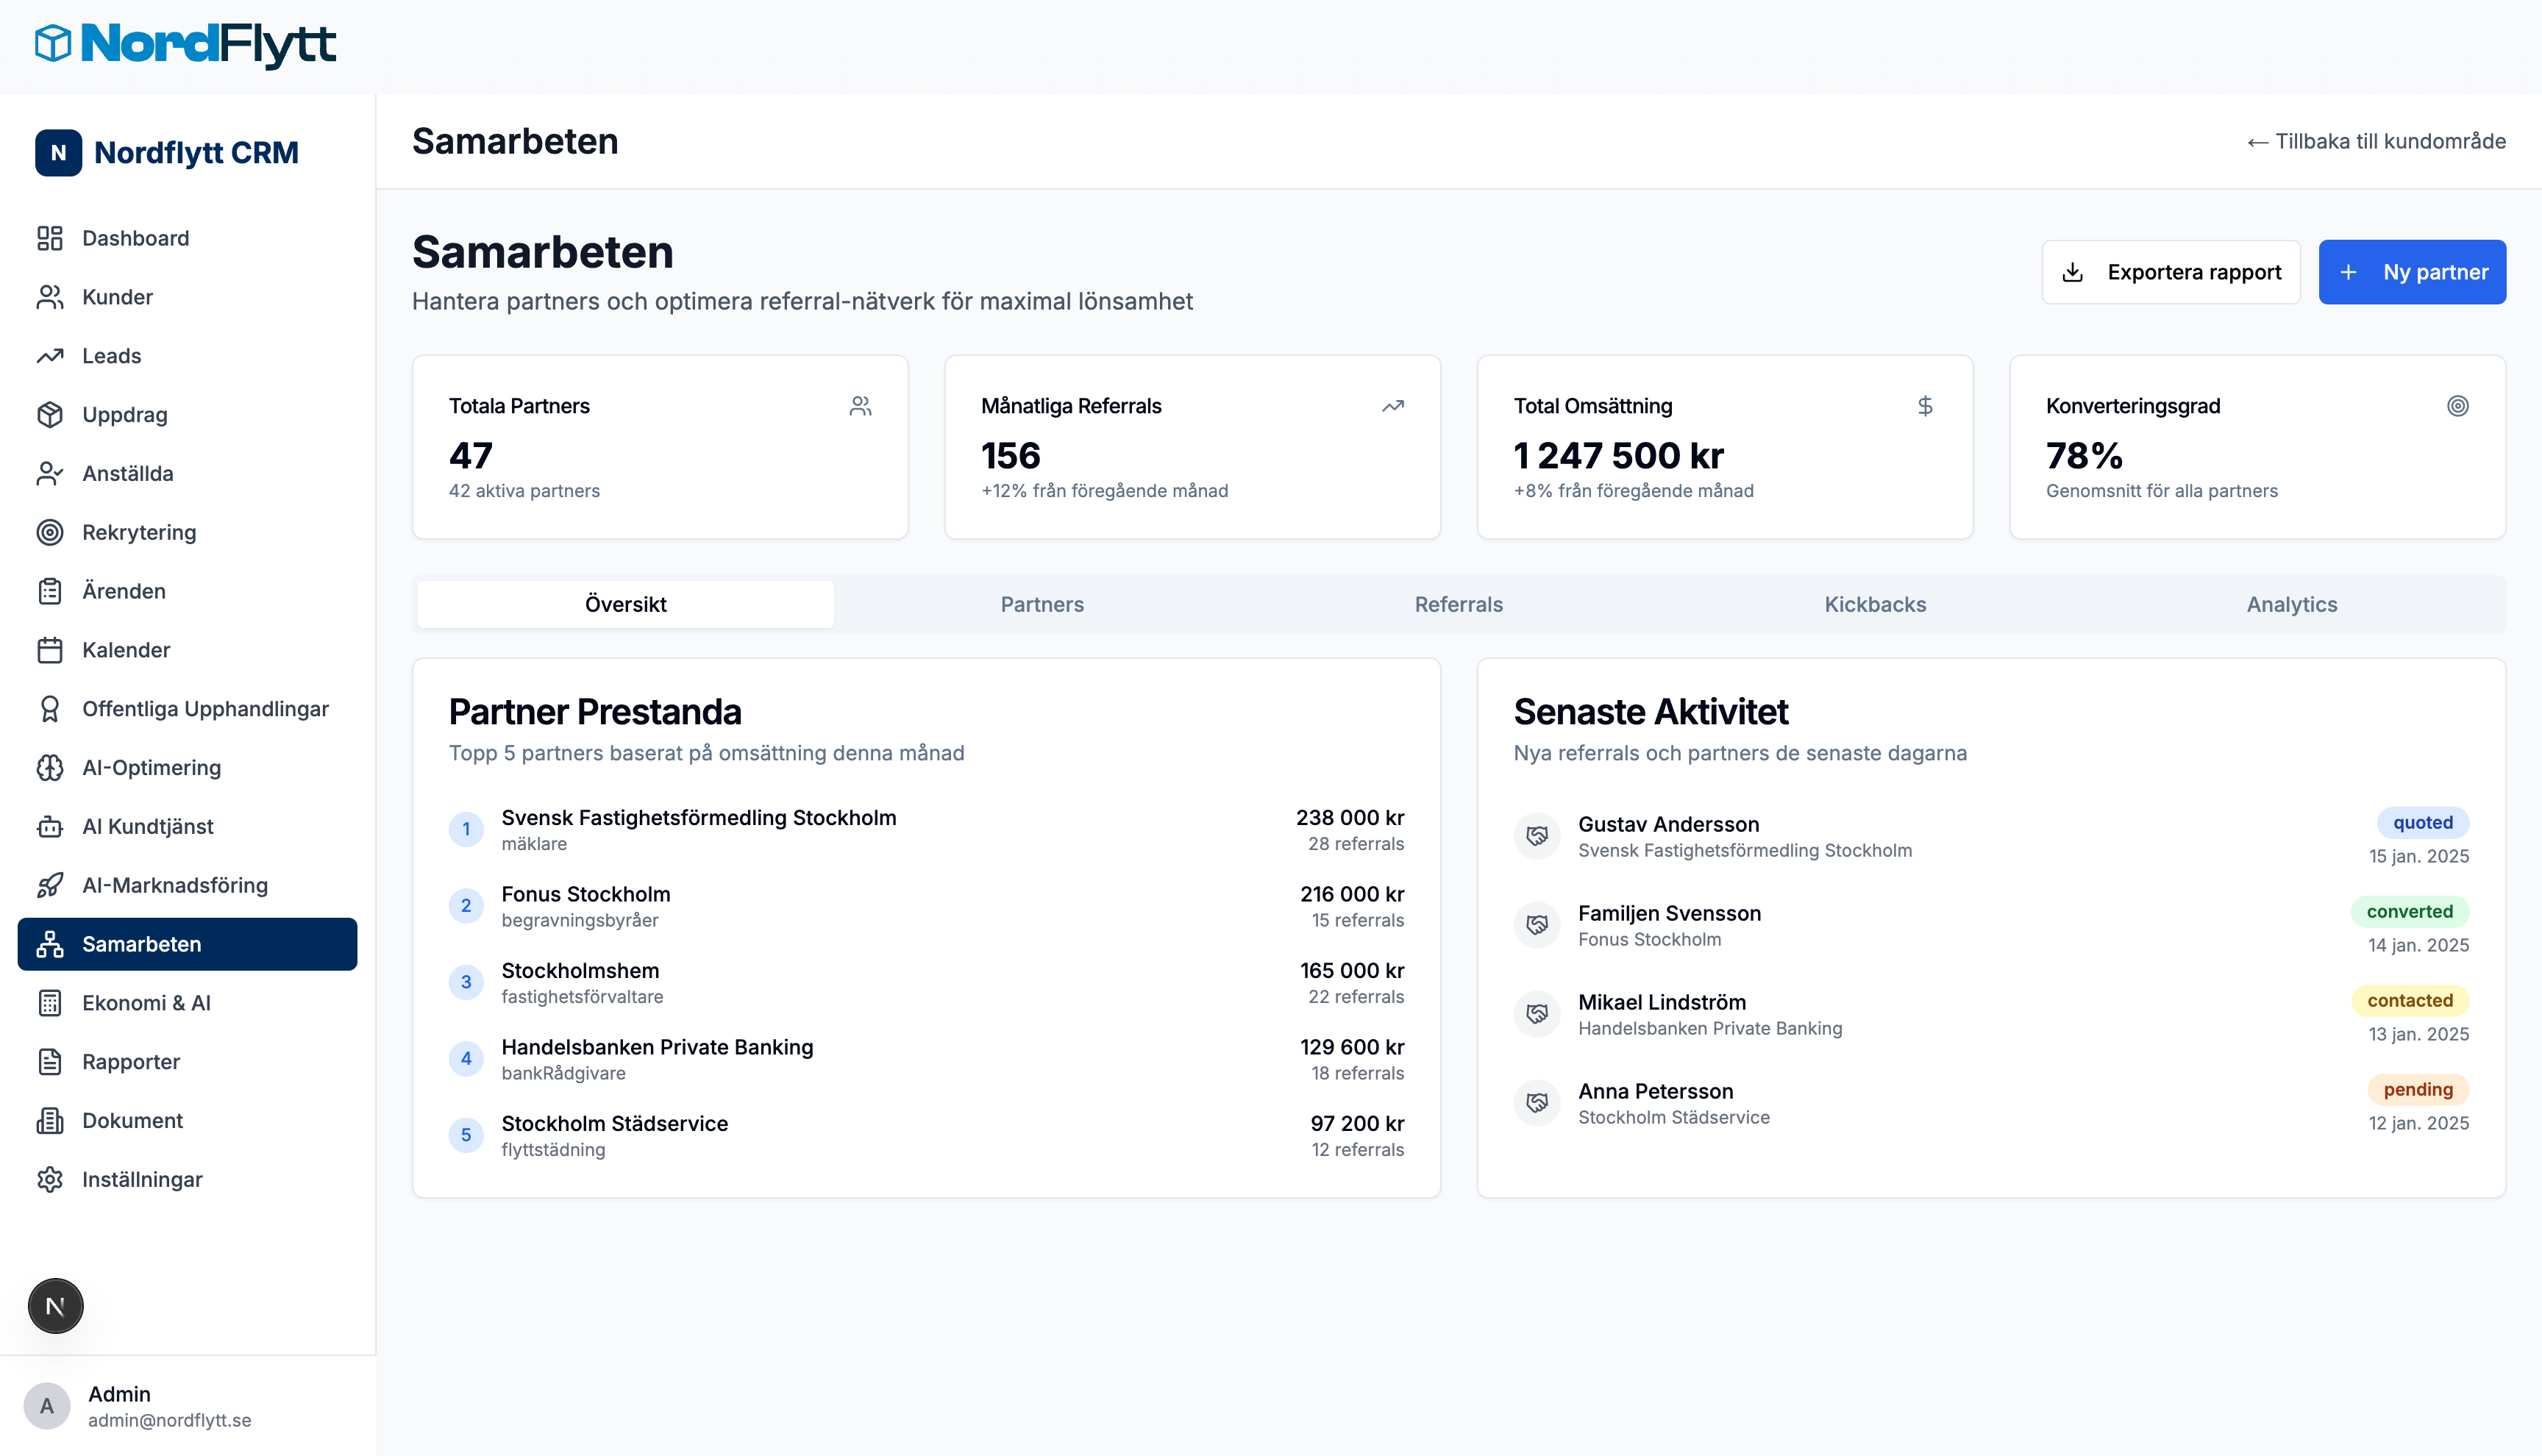 NordFlytt
N Nordflytt CRM
Dashboard
Kunder
Leads
Uppdrag
Anställda
Rekrytering
Ärenden
Kalender
Offentliga Upphandlingar
AI-Optimering
AI Kundtjänst
AI-Marknadsföring
Samarbeten
Ekonomi & AI
Rapporter
Dokument
Inställningar
N
A
Admin
admin@nordflytt.se
Samarbeten
← Tillbaka till kundområde
Samarbeten
Hantera partners och optimera referral-nätverk för maximal lönsamhet
Exportera rapport
+ Ny partner
Totala Partners
47
42 aktiva partners
Månatliga Referrals
156
+12% från föregående månad
Total Omsättning
$
1 247 500 kr
+8% från föregående månad
Konverteringsgrad
78%
Genomsnitt för alla partners
Översikt
Partners
Referrals
Kickbacks
Analytics
Partner Prestanda
Topp 5 partners baserat på omsättning denna månad
1
Svensk Fastighetsförmedling Stockholm
mäklare
238 000 kr
28 referrals
2
Fonus Stockholm
begravningsbyråer
216 000 kr
15 referrals
3
Stockholmshem
fastighetsförvaltare
165 000 kr
22 referrals
4
Handelsbanken Private Banking
bankRådgivare
129 600 kr
18 referrals
5
Stockholm Städservice
flyttstädning
97 200 kr
12 referrals
Senaste Aktivitet
Nya referrals och partners de senaste dagarna
Gustav Andersson
Svensk Fastighetsförmedling Stockholm
quoted
15 jan. 2025
Familjen Svensson
Fonus Stockholm
converted
14 jan. 2025
Mikael Lindström
Handelsbanken Private Banking
contacted
13 jan. 2025
Anna Petersson
Stockholm Städservice
pending
12 jan. 2025